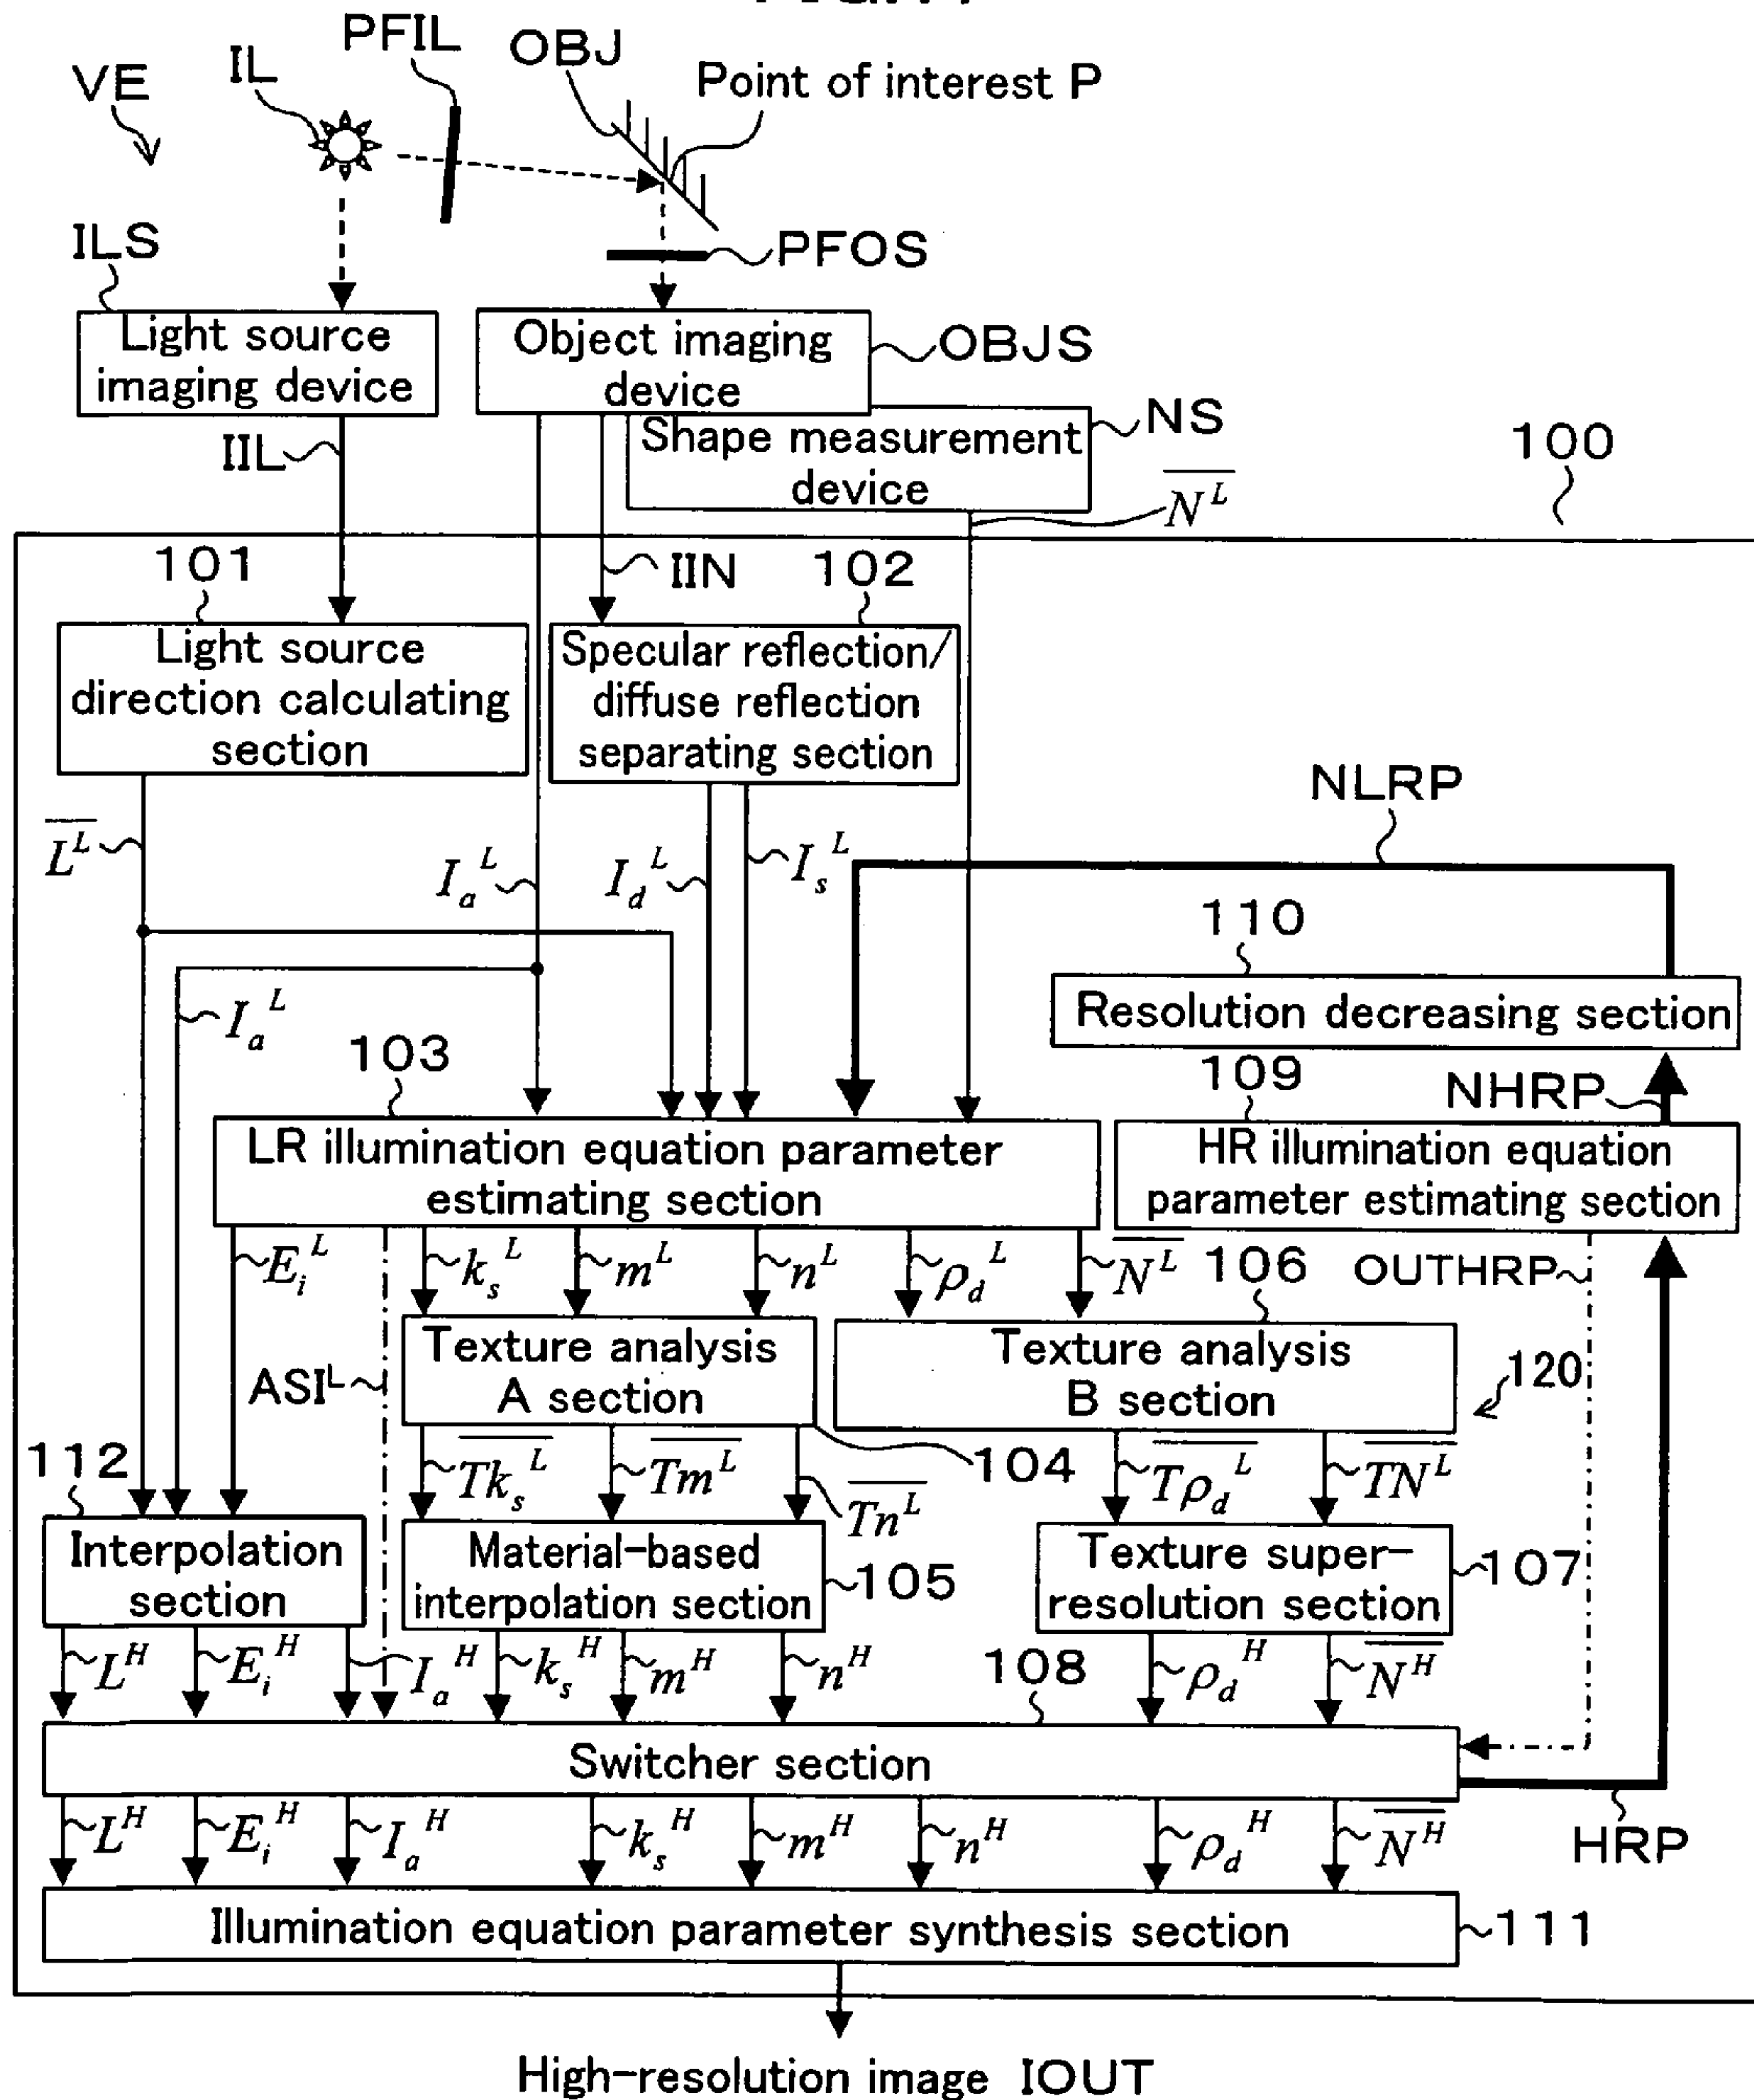 PFIL
OBJ
IL
VE
Point of interest P
ILS
PFOS
Light source
imaging device
Object imaging
device
OBJS
Shape measurement
device
NS
IIL
N^L
100
101
IIN
102
Light source
direction calculating
section
Specular reflection/
diffuse reflection
separating section
NLRP
L^L
I_a^L
I_d^L
I_s^L
110
I_a^L
Resolution decreasing section
103
109
NHRP
LR illumination equation parameter
estimating section
HR illumination equation
parameter estimating section
E_i^L
k_s^L
m^L
n^L
ρ_d^L
N^L
106
OUTHRP
Texture analysis
A section
Texture analysis
B section
ASI^L
120
112
Tk_s^L
Tm^L
Tn^L
104
Tρ_d^L
TN^L
Interpolation
section
Material-based
interpolation section
105
Texture super-
resolution section
107
L^H
E_i^H
I_a^H
k_s^H
m^H
n^H
108
ρ_d^H
N^H
Switcher section
L^H
E_i^H
I_a^H
k_s^H
m^H
n^H
ρ_d^H
N^H
HRP
Illumination equation parameter synthesis section
111
High-resolution image IOUT